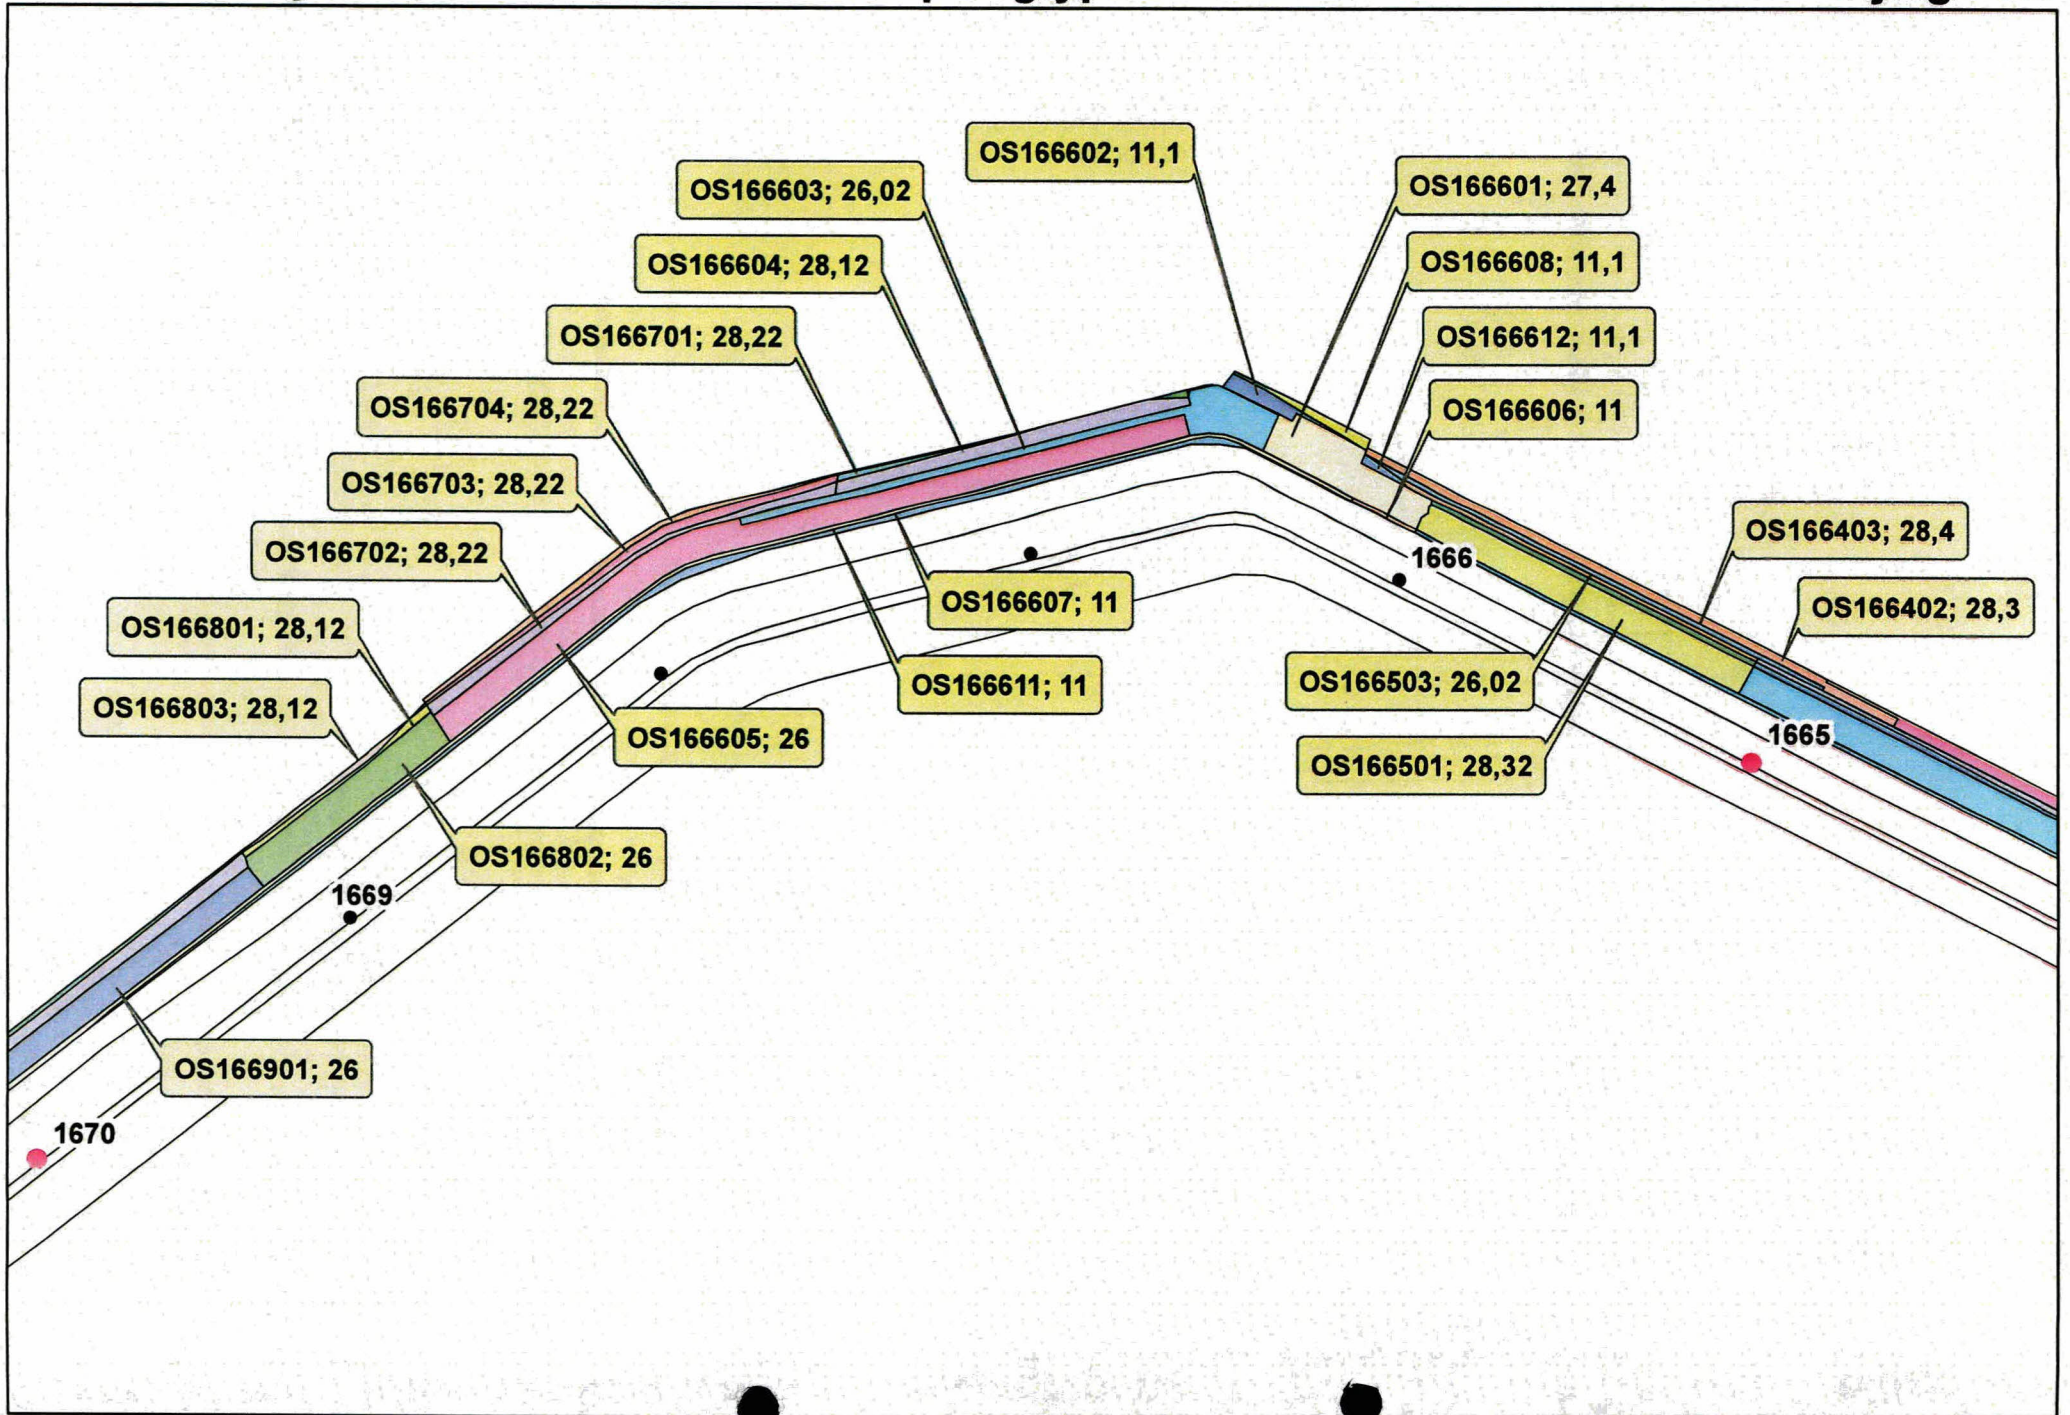 OS166602; 11,1
OS166603; 26,02
OS166601; 27,4
OS166604; 28,12
OS166608; 11,1
OS166701; 28,22
OS166612; 11,1
OS166704; 28,22
OS166606; 11
OS166703; 28,22
OS166403; 28,4
OS166702; 28,22
1666
OS166607; 11
OS166402; 28,3
OS166801; 28,12
OS166611; 11
OS166503; 26,02
OS166803; 28,12
OS166605; 26
1665
OS166501; 28,32
OS166802; 26
1669
OS166901; 26
1670